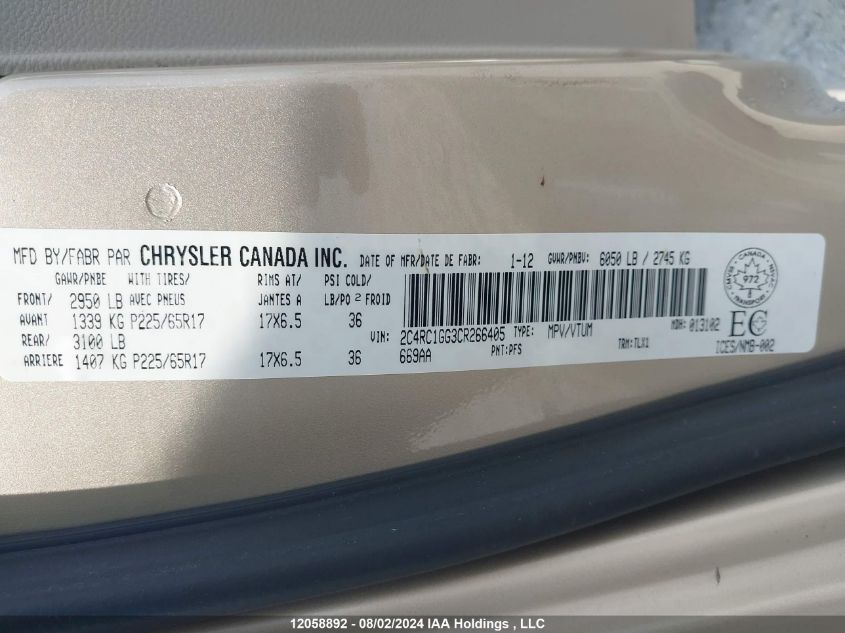 MFD BY/FABR PAR CHRYSLER CANADA INC. DATE OF MFR/DATE DE FABR: 1-12 GVWR/PNBV: 6050 LB / 2745 KG
GAWR/PNBE WITH TIRES/ RIMS AT/ PSI COLD/
FRONT/ 2950 LB AVEC PNEUS JANTES A LB/PO 2 FROID
AVANT 1339 KG P225/65R17 17X6.5 36
REAR/ 3100 LB
ARRIERE 1407 KG P225/65R17 17X6.5 36
VIN: 2C4RC1GG3CR266405 TYPE: MPV/VTUM MDH: 013102
669AA PNT:PFS TRM:TLX1
CANADA
972
TRANSPORT
EC
ICES/NMB-002
12058892 - 08/02/2024 IAA Holdings , LLC